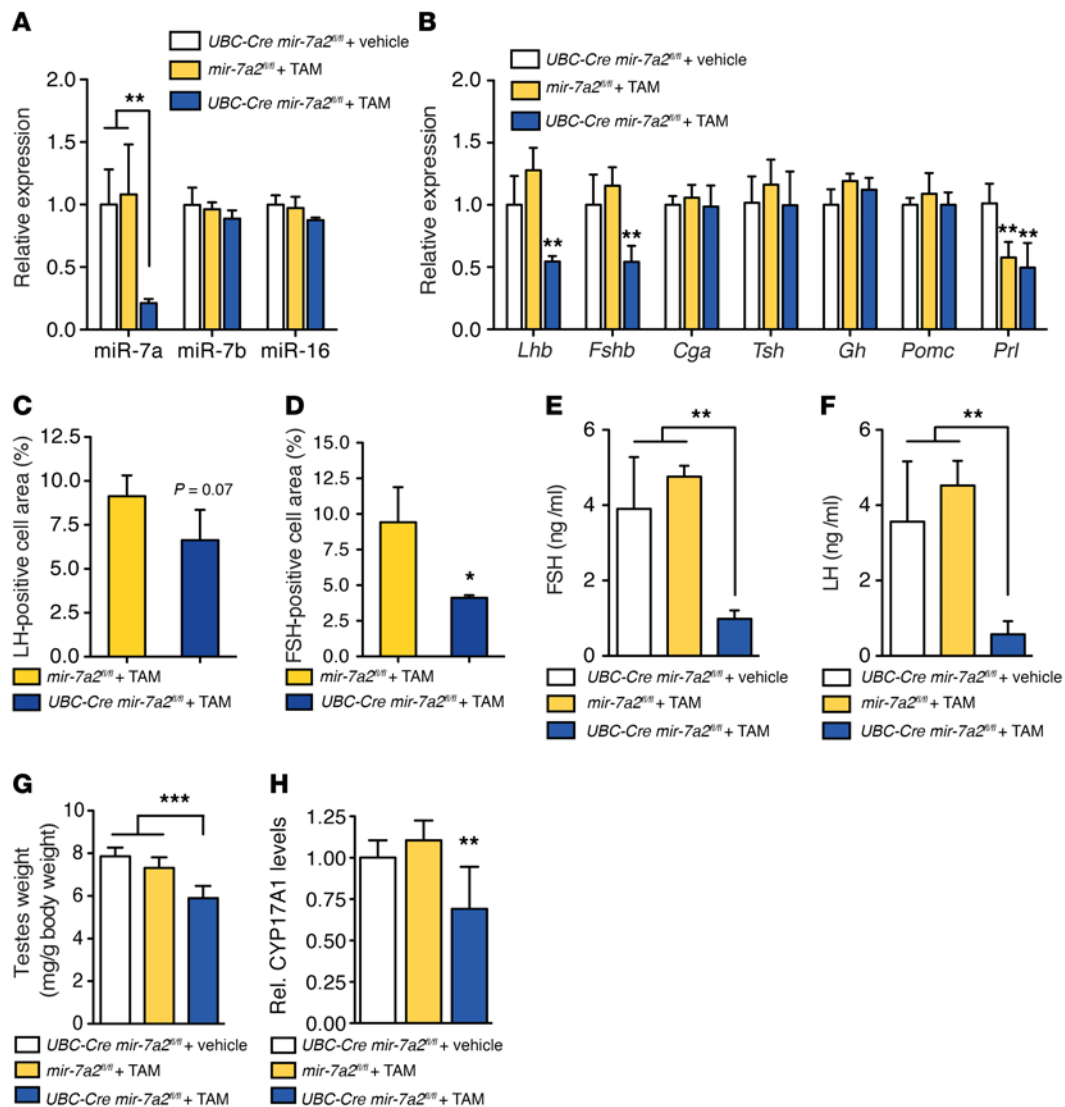 A
UBC-Cre mir-7a2fl/fl + vehicle
mir-7a2fl/fl + TAM
UBC-Cre mir-7a2fl/fl + TAM
Relative expression
2.0
1.5
1.0
0.5
0.0
**
miR-7a miR-7b miR-16
B
UBC-Cre mir-7a2fl/fl + vehicle
mir-7a2fl/fl + TAM
UBC-Cre mir-7a2fl/fl + TAM
Relative expression
2.0
1.5
1.0
0.5
0.0
** ** ** **
Lhb Fshb Cga Tsh Gh Pomc Prl
C
LH-positive cell area (%)
12.5
10.0
7.5
5.0
2.5
0.0
P = 0.07
mir-7a2fl/fl + TAM
UBC-Cre mir-7a2fl/fl + TAM
D
FSH-positive cell area (%)
15.0
12.5
10.0
7.5
5.0
2.5
0.0
*
mir-7a2fl/fl + TAM
UBC-Cre mir-7a2fl/fl + TAM
E
FSH (ng /ml)
6
4
2
0
**
UBC-Cre mir-7a2fl/fl + vehicle
mir-7a2fl/fl + TAM
UBC-Cre mir-7a2fl/fl + TAM
F
LH (ng /ml)
6
4
2
0
**
UBC-Cre mir-7a2fl/fl + vehicle
mir-7a2fl/fl + TAM
UBC-Cre mir-7a2fl/fl + TAM
G
Testes weight
(mg/g body weight)
10
8
6
4
2
0
***
UBC-Cre mir-7a2fl/fl + vehicle
mir-7a2fl/fl + TAM
UBC-Cre mir-7a2fl/fl + TAM
H
Rel. CYP17A1 levels
1.25
1.00
0.75
0.50
0.25
0.00
**
UBC-Cre mir-7a2fl/fl + vehicle
mir-7a2fl/fl + TAM
UBC-Cre mir-7a2fl/fl + TAM